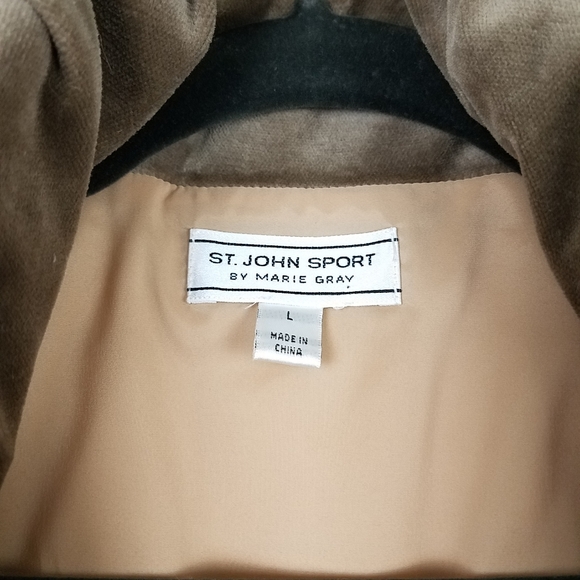 ST. JOHN SPORT
BY MARIE GRAY
L
MADE IN
CHINA